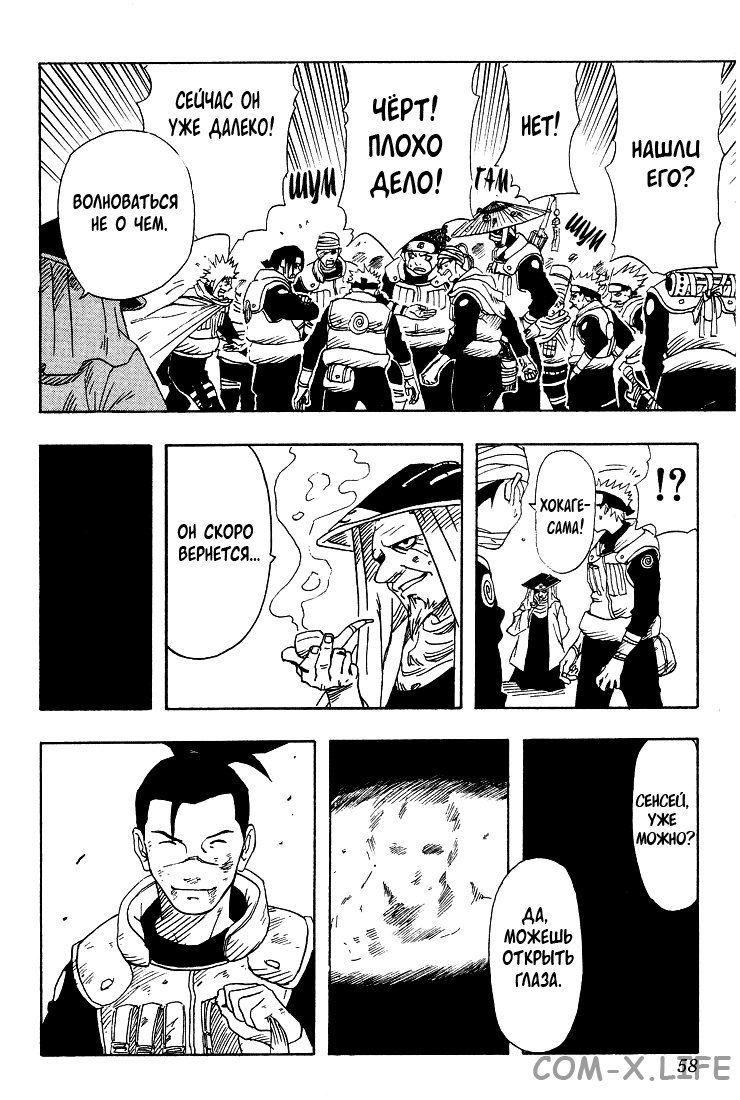 НАШЛИ
ЕГО?
НЕТ!
ЧЁРТ!
ПЛОХО
ДЕЛО!
СЕЙЧАС ОН
УЖЕ ДАЛЕКО!
ВОЛНОВАТЬСЯ
НЕ О ЧЕМ.
ШУМ
ГАМ
ШУМ
!?
ХОКАГЕ-
САМА!
ОН СКОРО
ВЕРНЕТСЯ...
СЕНСЕЙ,
УЖЕ
МОЖНО?
ДА,
МОЖЕШЬ
ОТКРЫТЬ
ГЛАЗА.
58
COM-X.LIFE